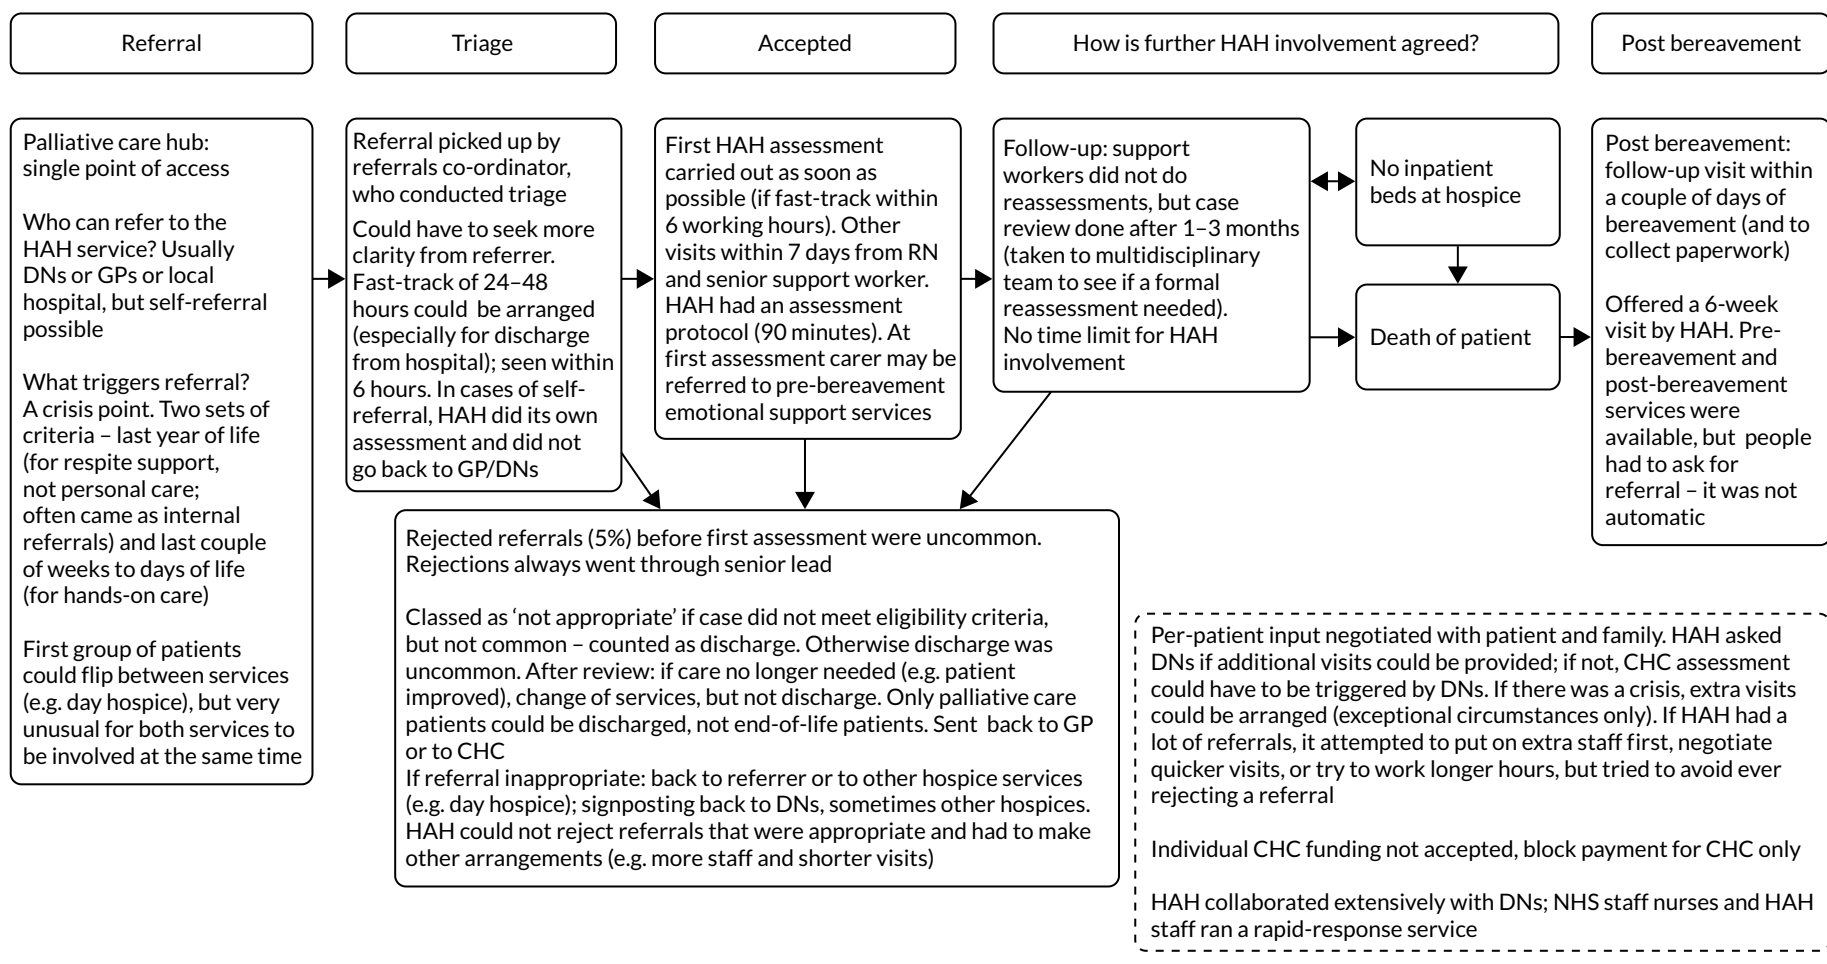 Referral
Triage
Accepted
How is further HAH involvement agreed?
Post bereavement
Palliative care hub:
single point of access
Who can refer to the
HAH service? Usually
DNs or GPs or local
hospital, but self-referral
possible
What triggers referral?
A crisis point. Two sets of
criteria – last year of life
(for respite support,
not personal care;
often came as internal
referrals) and last couple
of weeks to days of life
(for hands-on care)
First group of patients
could flip between services
(e.g. day hospice), but very
unusual for both services to
be involved at the same time
Referral picked up by
referrals co-ordinator,
who conducted triage
Could have to seek more
clarity from referrer.
Fast-track of 24–48
hours could be arranged
(especially for discharge
from hospital); seen within
6 hours. In cases of self-
referral, HAH did its own
assessment and did not
go back to GP/DNs
First HAH assessment
carried out as soon as
possible (if fast-track within
6 working hours). Other
visits within 7 days from RN
and senior support worker.
HAH had an assessment
protocol (90 minutes). At
first assessment carer may be
referred to pre-bereavement
emotional support services
Follow-up: support
workers did not do
reassessments, but case
review done after 1–3 months
(taken to multidisciplinary
team to see if a formal
reassessment needed).
No time limit for HAH
involvement
No inpatient
beds at hospice
Death of patient
Post bereavement:
follow-up visit within
a couple of days of
bereavement (and to
collect paperwork)
Offered a 6-week
visit by HAH. Pre-
bereavement and
post-bereavement
services were
available, but people
had to ask for
referral – it was not
automatic
Rejected referrals (5%) before first assessment were uncommon.
Rejections always went through senior lead
Classed as ‘not appropriate’ if case did not meet eligibility criteria,
but not common – counted as discharge. Otherwise discharge was
uncommon. After review: if care no longer needed (e.g. patient
improved), change of services, but not discharge. Only palliative care
patients could be discharged, not end-of-life patients. Sent back to GP
or to CHC
If referral inappropriate: back to referrer or to other hospice services
(e.g. day hospice); signposting back to DNs, sometimes other hospices.
HAH could not reject referrals that were appropriate and had to make
other arrangements (e.g. more staff and shorter visits)
Per-patient input negotiated with patient and family. HAH asked
DNs if additional visits could be provided; if not, CHC assessment
could have to be triggered by DNs. If there was a crisis, extra visits
could be arranged (exceptional circumstances only). If HAH had a
lot of referrals, it attempted to put on extra staff first, negotiate
quicker visits, or try to work longer hours, but tried to avoid ever
rejecting a referral
Individual CHC funding not accepted, block payment for CHC only
HAH collaborated extensively with DNs; NHS staff nurses and HAH
staff ran a rapid-response service